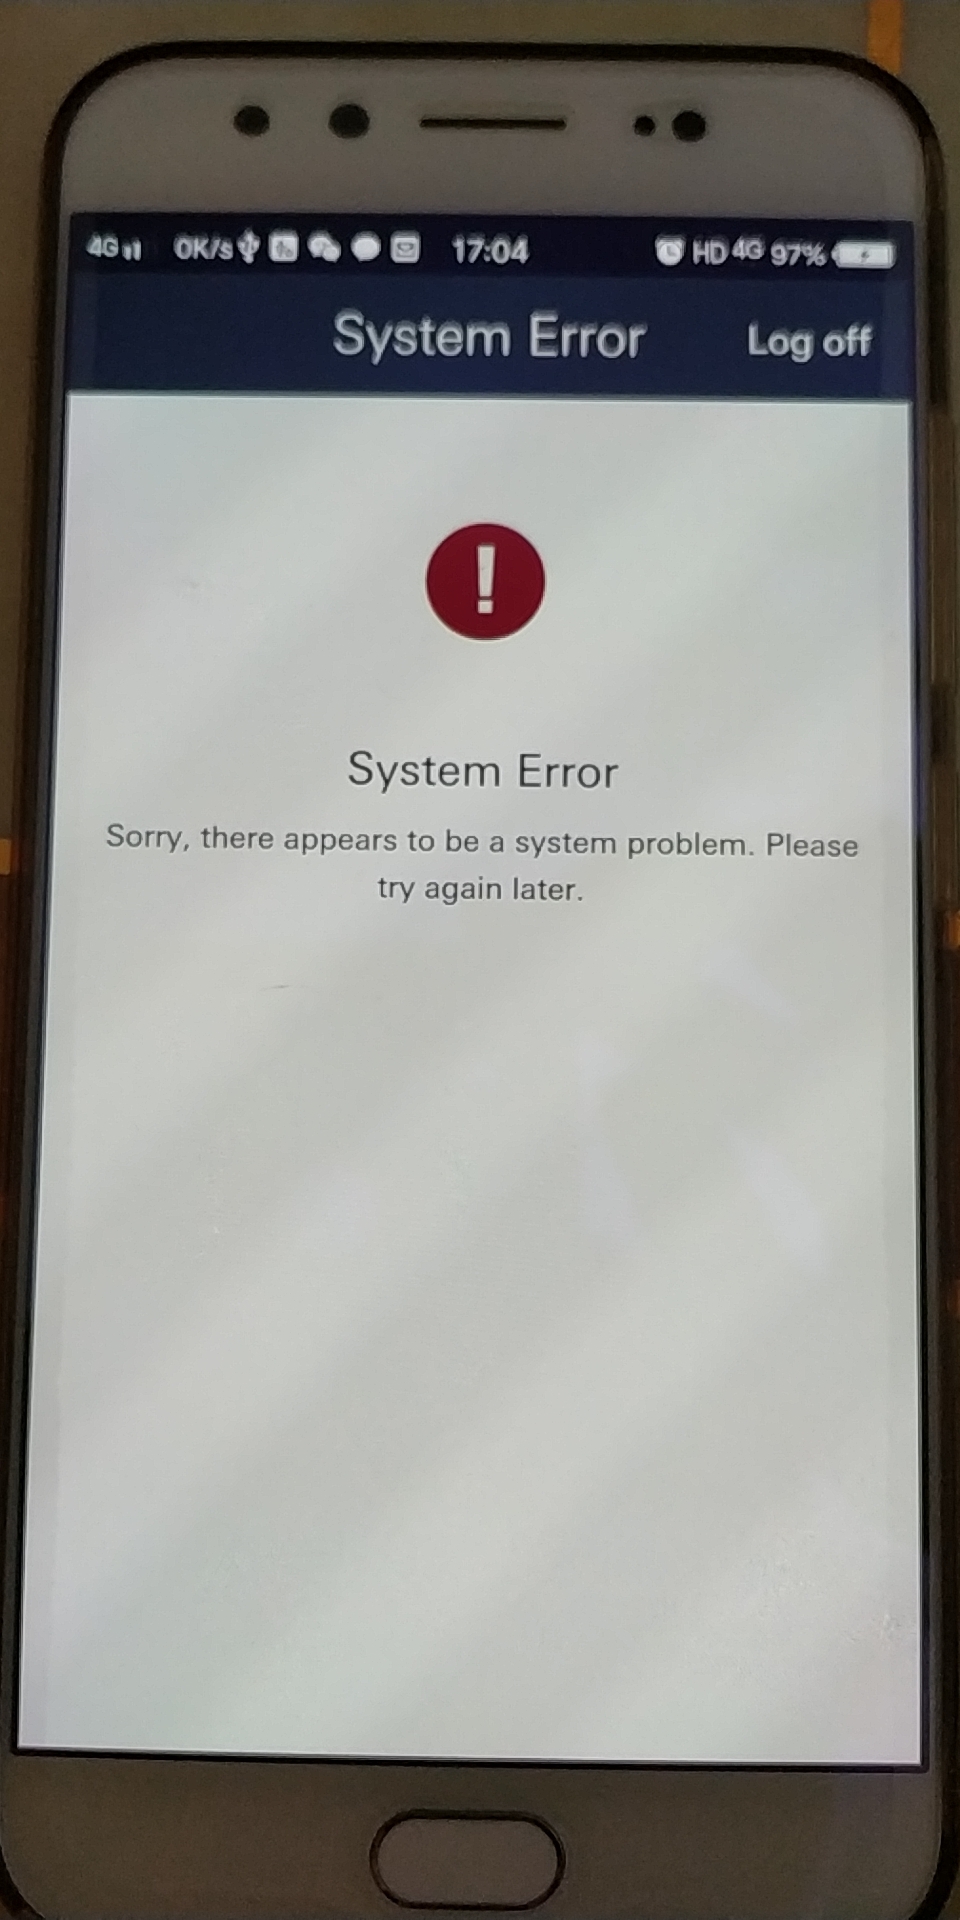 4G 0K/s 17:04 HD 4G 97%
System Error Log off
System Error
Sorry, there appears to be a system problem. Please
try again later.